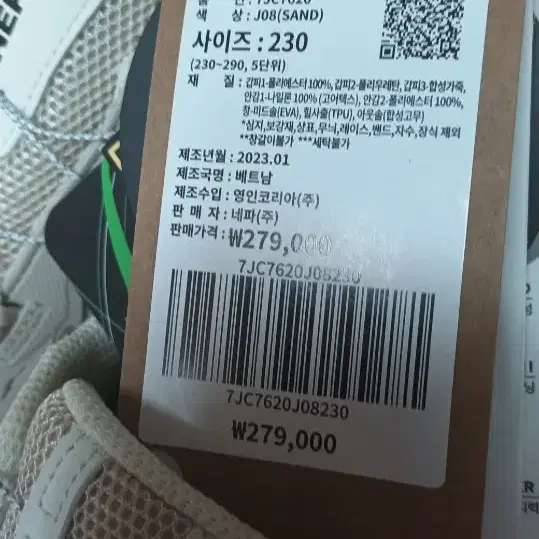 품 번 : 7JC7620
색 상 : J08(SAND)
사이즈 : 230
(230~290, 5단위)
재 질 : 갑피1-폴리에스터 100%, 갑피2-폴리우레탄, 갑피3-합성가죽,
안감1-나일론 100% (고어텍스), 안감2-폴리에스터 100%,
창-미드솔(EVA), 힐사출(TPU), 아웃솔(합성고무)
*심지,보강재,상표,무늬,레이스,밴드,자수,장식 제외
**창갈이불가 ***세탁불가
제조년월 : 2023.01
제조국명 : 베트남
제조수입 : 영인코리아(주)
판 매 자 : 네파(주)
판매가격 : ₩279,000
7JC7620J08230
7JC7620J08230
₩279,000